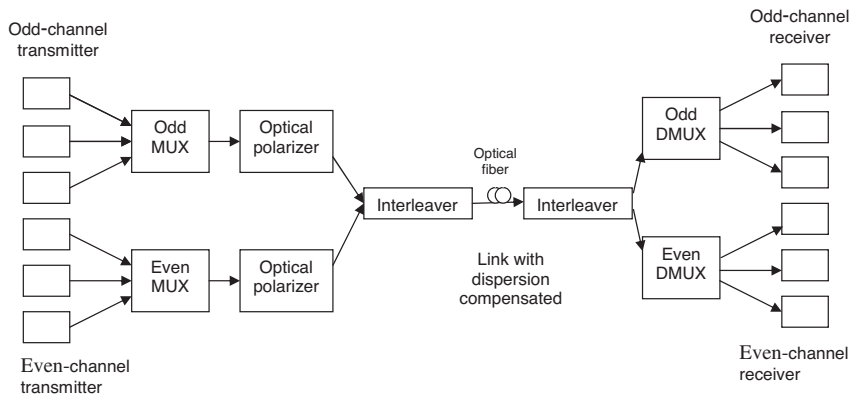 Odd-channel
transmitter
Odd
MUX
Optical
polarizer
Even
MUX
Optical
polarizer
Even-channel
transmitter
Interleaver
Optical
fiber
Interleaver
Link with
dispersion
compensated
Odd-channel
receiver
Odd
DMUX
Even
DMUX
Even-channel
receiver